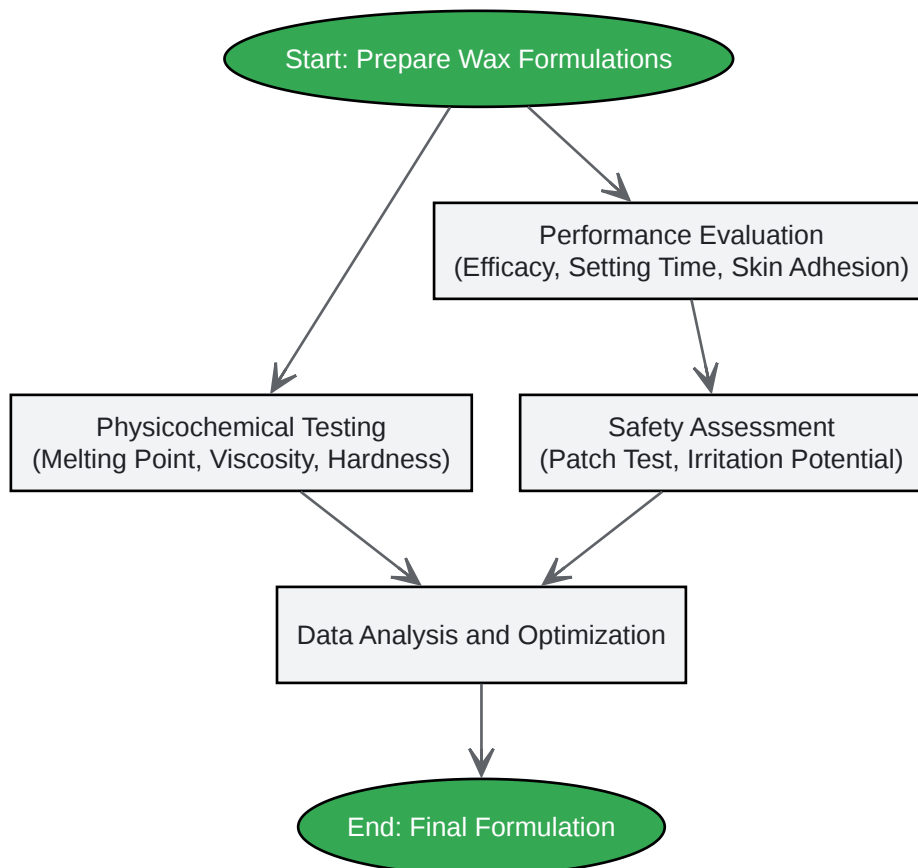 Start: Prepare Wax Formulations
Performance Evaluation
(Efficacy, Setting Time, Skin Adhesion)
Physicochemical Testing
(Melting Point, Viscosity, Hardness)
Safety Assessment
(Patch Test, Irritation Potential)
Data Analysis and Optimization
End: Final Formulation